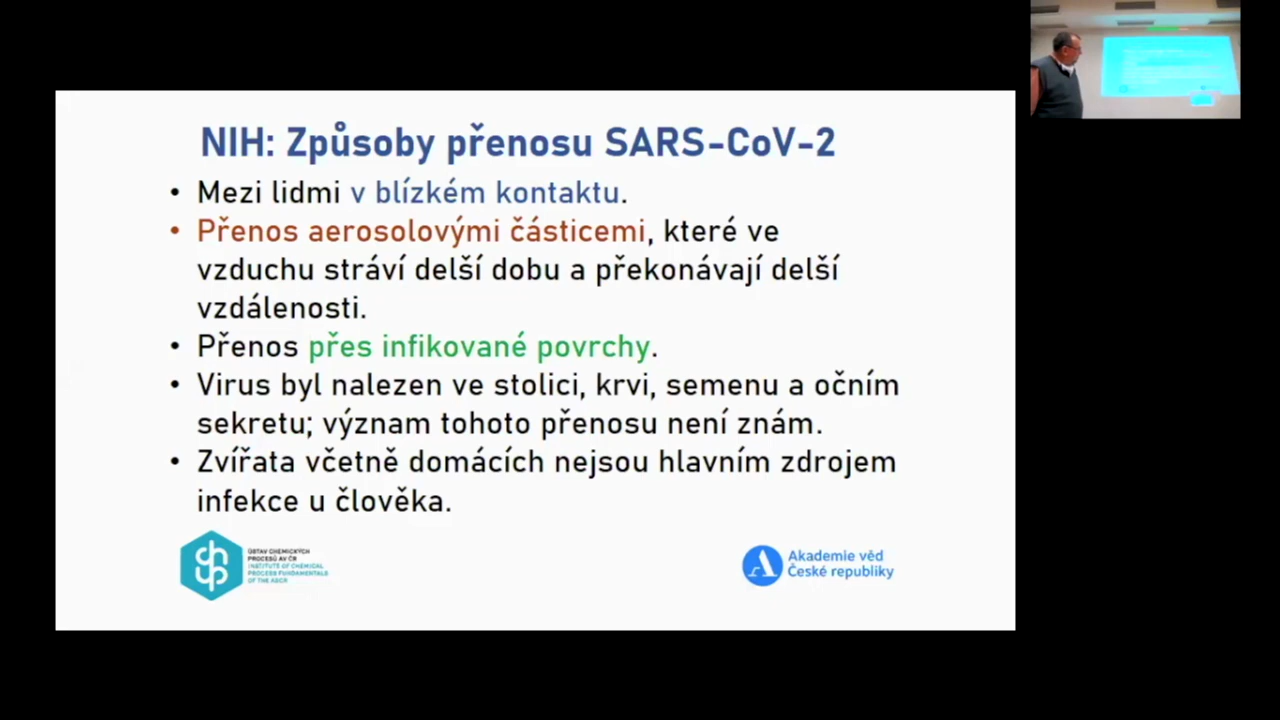 NIH: Způsoby přenosu SARS-CoV-2
• Mezi lidmi v blízkém kontaktu.
• Přenos aerosolovými částicemi, které ve
vzduchu stráví delší dobu a překonávají delší
vzdálenosti.
• Přenos přes infikované povrchy.
• Virus byl nalezen ve stolici, krvi, semenu a očním
sekretu; význam tohoto přenosu není znám.
• Zvířata včetně domácích nejsou hlavním zdrojem
infekce u člověka.
ÚSTAV CHEMICKÝCH
PROCESŮ AV ČR
INSTITUTE OF CHEMICAL
PROCESS FUNDAMENTALS
OF THE ASCR
Akademie věd
České republiky